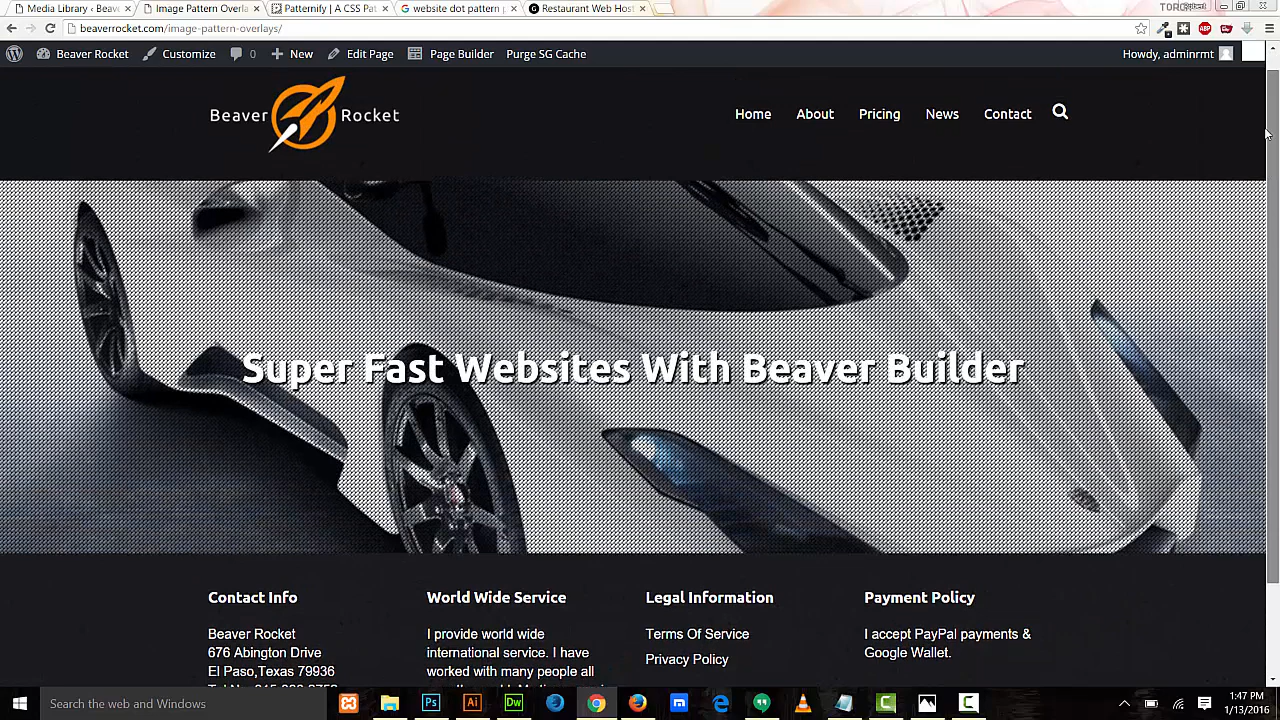 Media Library ‹ Beave
Image Pattern Overla
Patternify | A CSS Pat
website dot pattern
Restaurant Web Host
beaverrocket.com/image-pattern-overlays/
Beaver Rocket
Customize
0
New
Edit Page
Page Builder
Purge SG Cache
Howdy, adminrmt
Beaver Rocket
Home
About
Pricing
News
Contact
Super Fast Websites With Beaver Builder
Contact Info
World Wide Service
Legal Information
Payment Policy
Beaver Rocket
676 Abington Drive
El Paso,Texas 79936
I provide world wide
international service. I have
worked with many people all
Terms Of Service
Privacy Policy
I accept PayPal payments &
Google Wallet.
Search the web and Windows
1:47 PM
1/13/2016